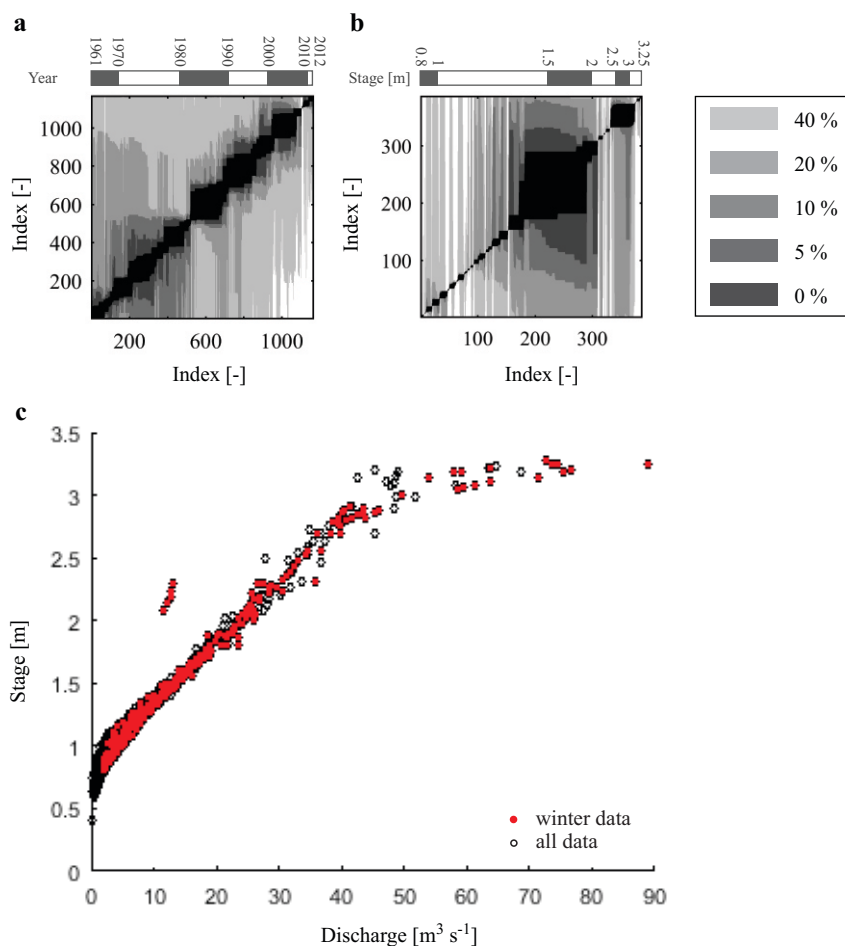 a
b
1961
1970
1980
1990
2000
2010
2012
Year
0.8
1
1.5
2
2.5
3
3.25
Stage [m]
1000
800
600
400
200
Index [-]
200 600 1000
Index [-]
300
200
100
Index [-]
100 200 300
Index [-]
40 %
20 %
10 %
5 %
0 %
c
3.5
3
2.5
2
1.5
1
0.5
0
Stage [m]
winter data
all data
0 10 20 30 40 50 60 70 80 90
Discharge [m³ s⁻¹]